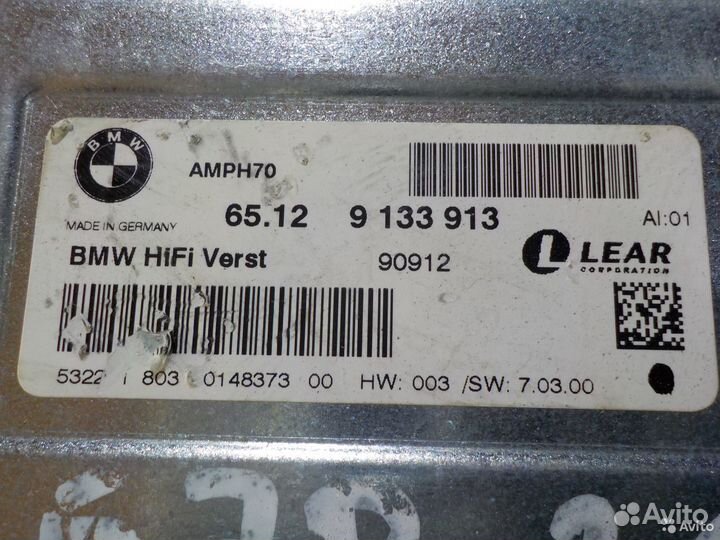 BMW
AMPH70
65.12 9 133 913
AI:01
MADE IN GERMANY
BMW HiFi Verst
90912
LEAR
CORPORATION
5322 803 0148373 00 HW: 003 /SW: 7.03.00
Avito
Avito